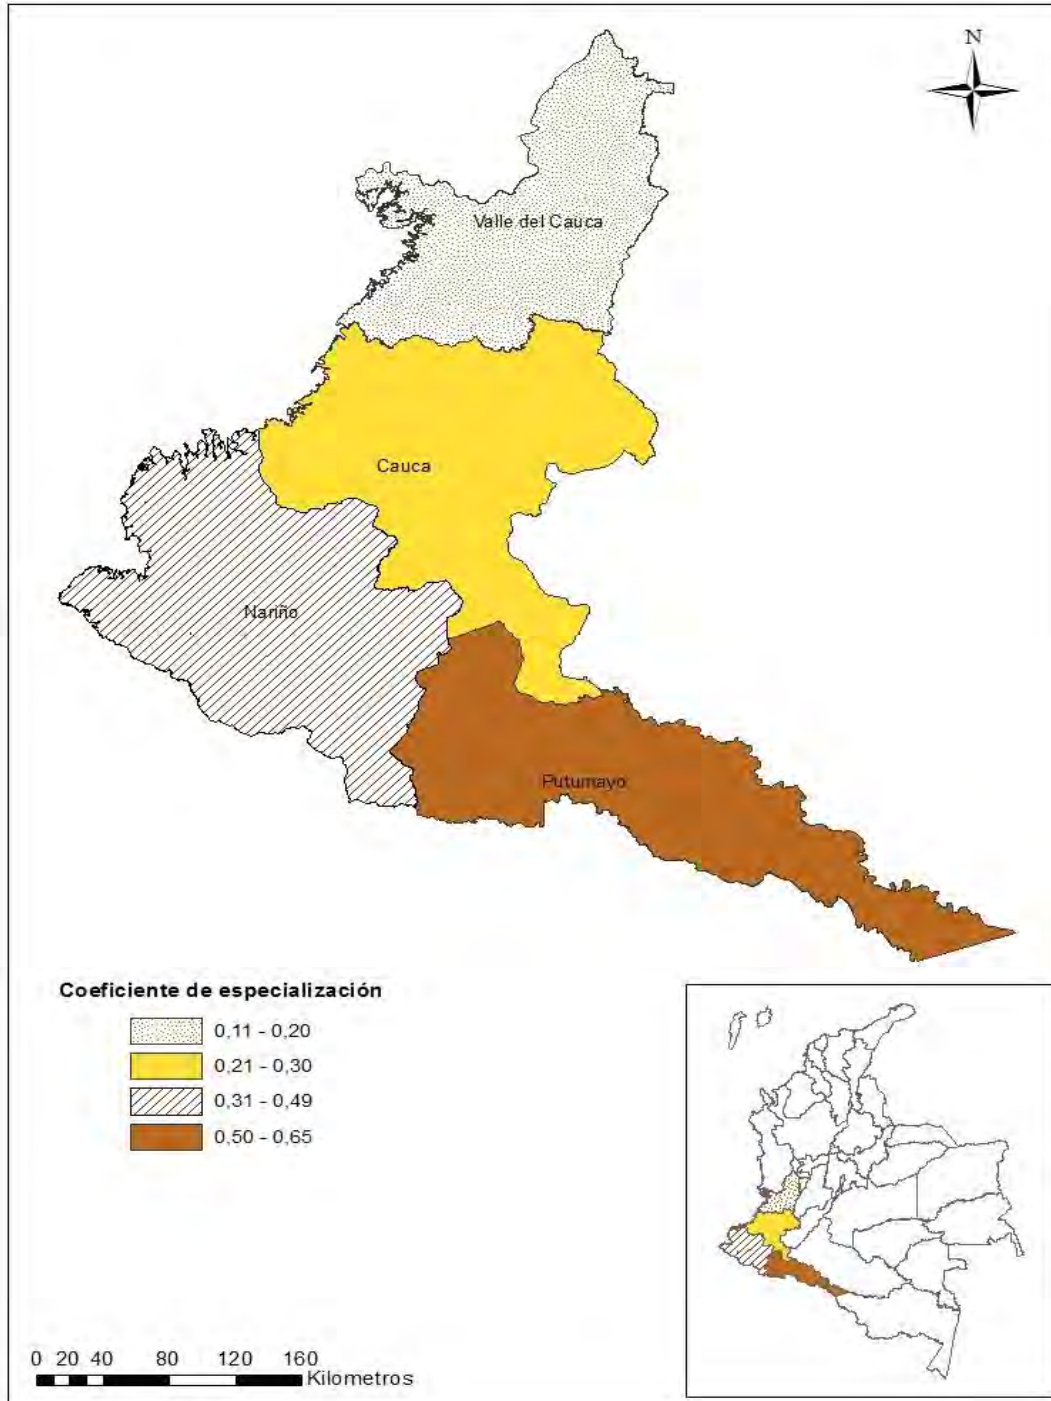 N
Valle del Cauca
Cauca
Nariño
Putumayo
Coeficiente de especialización
0,11 - 0,20
0,21 - 0,30
0,31 - 0,49
0,50 - 0,65
0 20 40 80 120 160
Kilometros